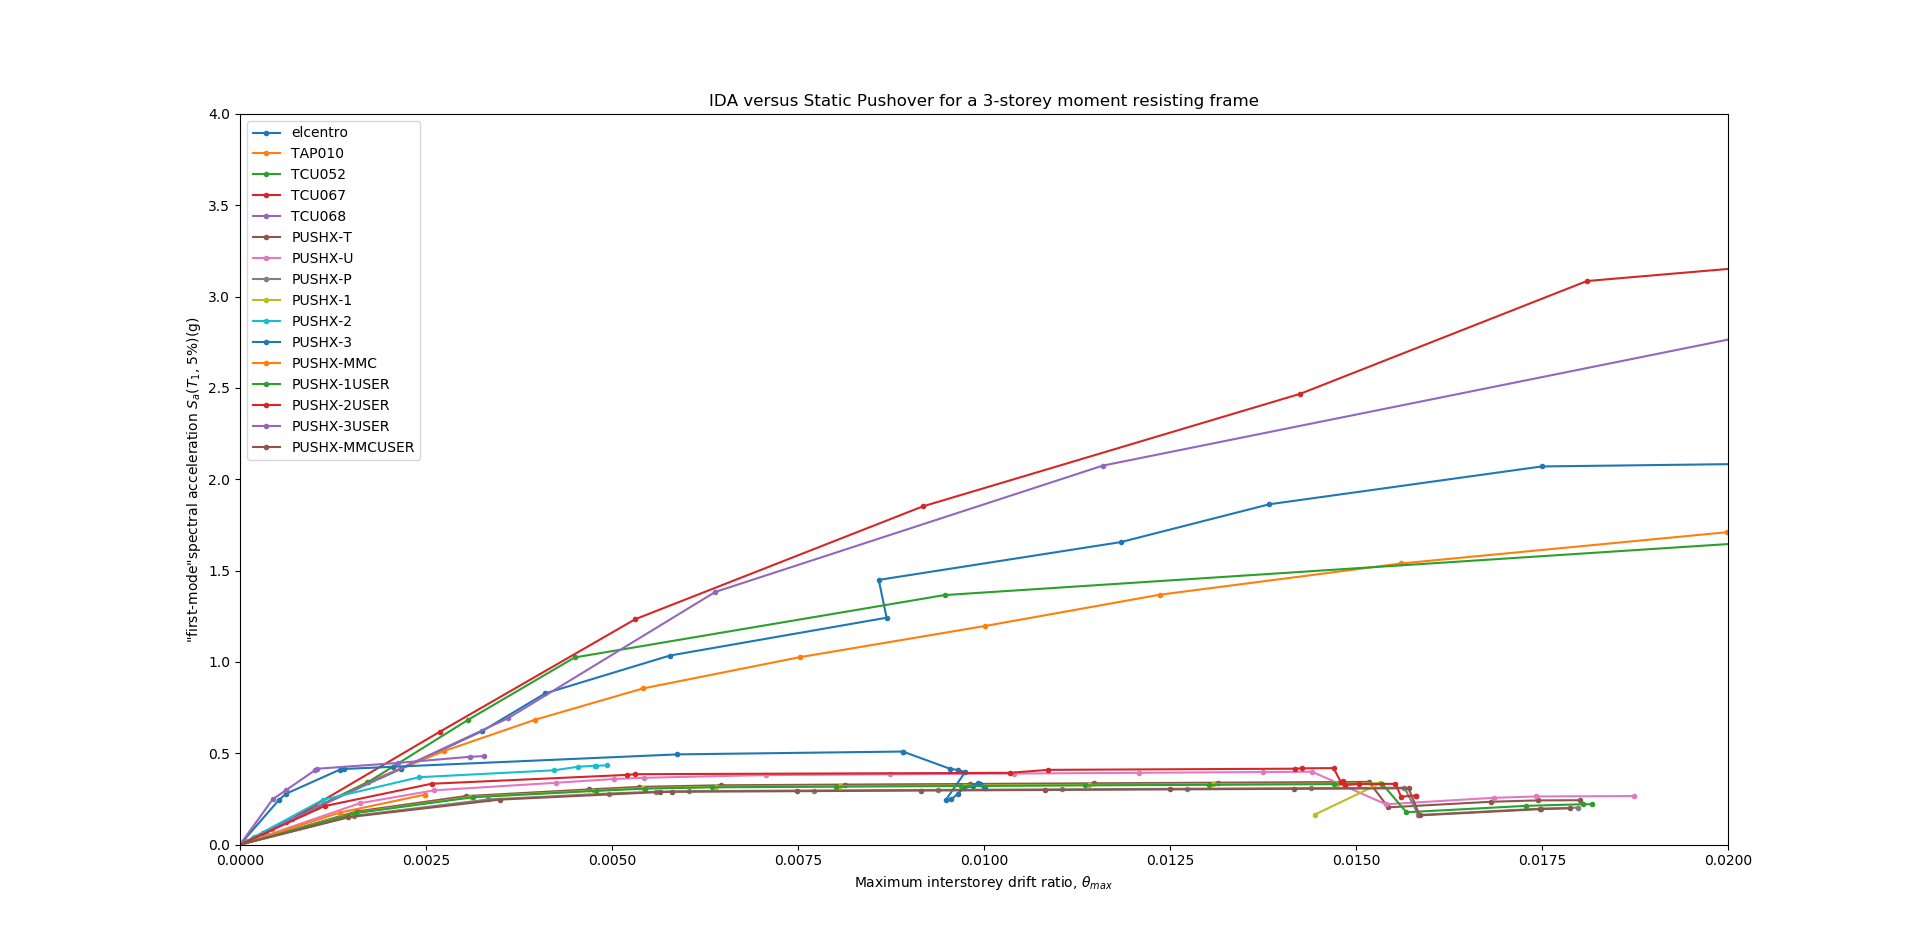 IDA versus Static Pushover for a 3-storey moment resisting frame
"first-mode"spectral acceleration Sₐ(T₁, 5%)(g)
4.0
3.5
3.0
2.5
2.0
1.5
1.0
0.5
0.0
elcentro
TAP010
TCU052
TCU067
TCU068
PUSHX-T
PUSHX-U
PUSHX-P
PUSHX-1
PUSHX-2
PUSHX-3
PUSHX-MMC
PUSHX-1USER
PUSHX-2USER
PUSHX-3USER
PUSHX-MMCUSER
0.0000 0.0025 0.0050 0.0075 0.0100 0.0125 0.0150 0.0175 0.0200
Maximum interstorey drift ratio, θₘₐₓ